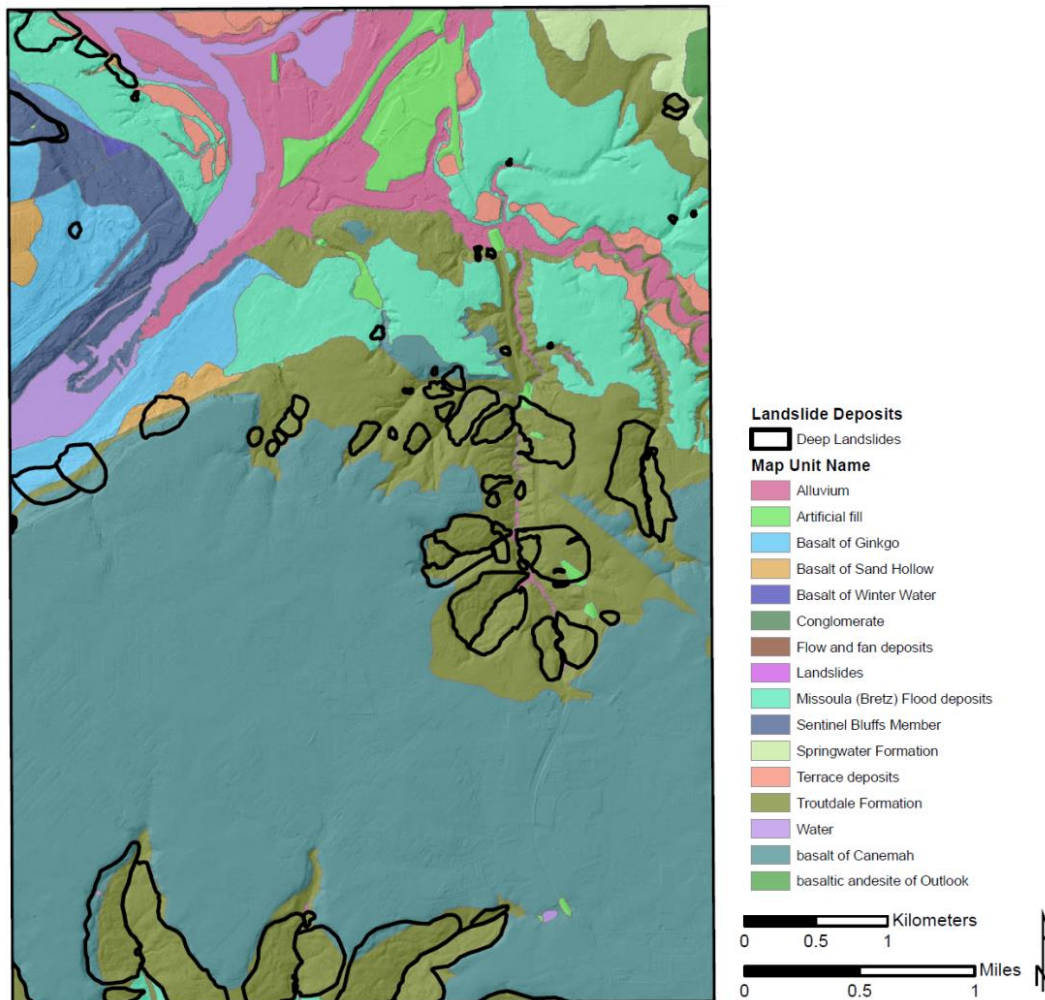 Landslide Deposits
Deep Landslides
Map Unit Name
Alluvium
Artificial fill
Basalt of Ginkgo
Basalt of Sand Hollow
Basalt of Winter Water
Conglomerate
Flow and fan deposits
Landslides
Missoula (Bretz) Flood deposits
Sentinel Bluffs Member
Springwater Formation
Terrace deposits
Troutdale Formation
Water
basalt of Canemah
basaltic andesite of Outlook
Kilometers
0 0.5 1
Miles
0 0.5 1